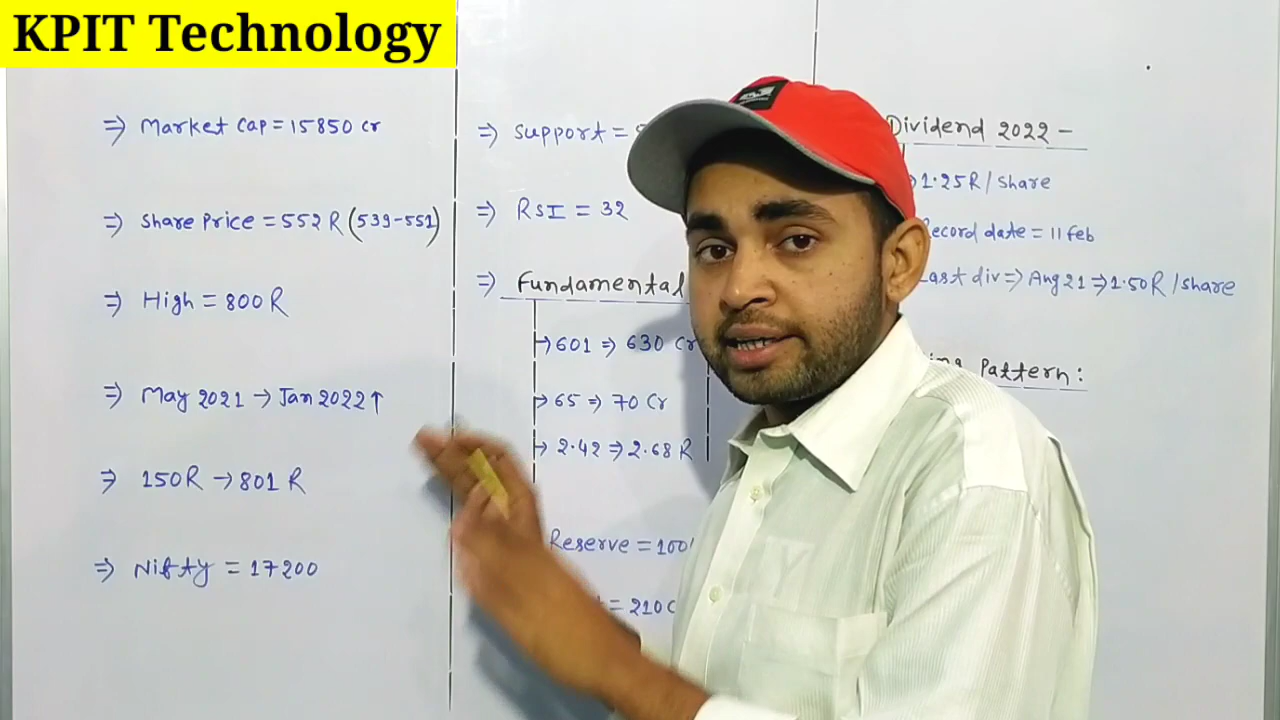 KPIT Technology
⇒ Market Cap = 15850 Cr
⇒ Share Price = 552 R (539-551)
⇒ High = 800 R
⇒ May 2021 → Jan 2022 ↑
⇒ 150R → 801 R
⇒ Nifty = 17200
⇒ Support =
⇒ RSI = 32
⇒ Fundamental
→ 601 ⇒ 630 Cr
→ 65 ⇒ 70 Cr
→ 2.42 ⇒ 2.68 R
Reserve = 100
= 210 C
Dividend 2022 -
1.25R / Share
Record date = 11 Feb
Last div ⇒ Aug 21 ⇒ 1.50 R / share
Pattern: